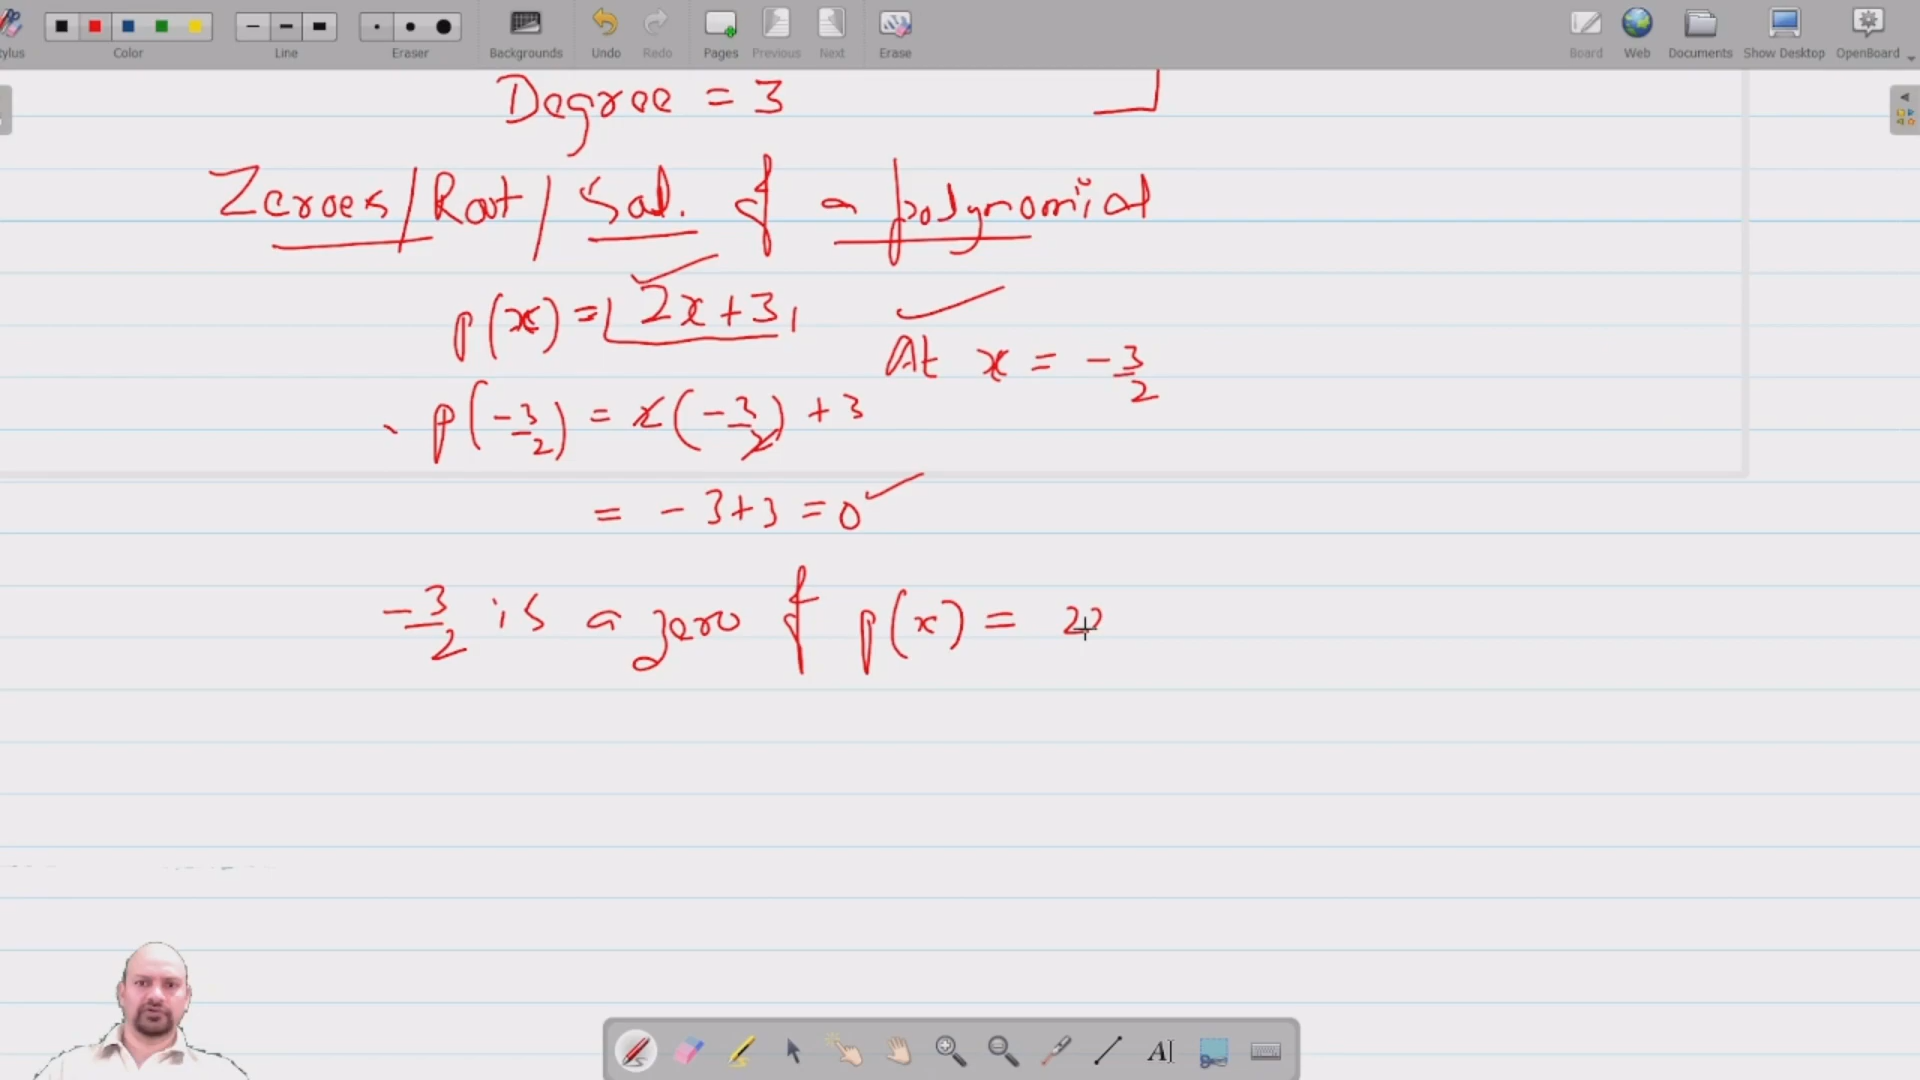 Stylus Color Line Eraser Backgrounds Undo Redo Pages Previous Next Erase Board Web Documents Show Desktop OpenBoard
Degree = 3
Zeroes/Root/Sol. of a polynomial
p(x) = 2x+3,
At x = -3/2
p(-3/2) = 2(-3/2) + 3
= -3+3 = 0
-3/2 is a zero of p(x) = 2x